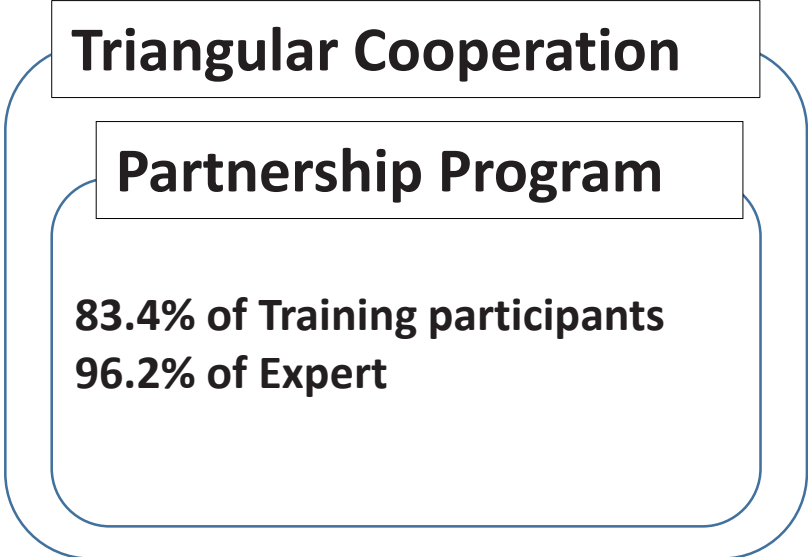 Triangular Cooperation
Partnership Program
83.4% of Training participants
96.2% of Expert